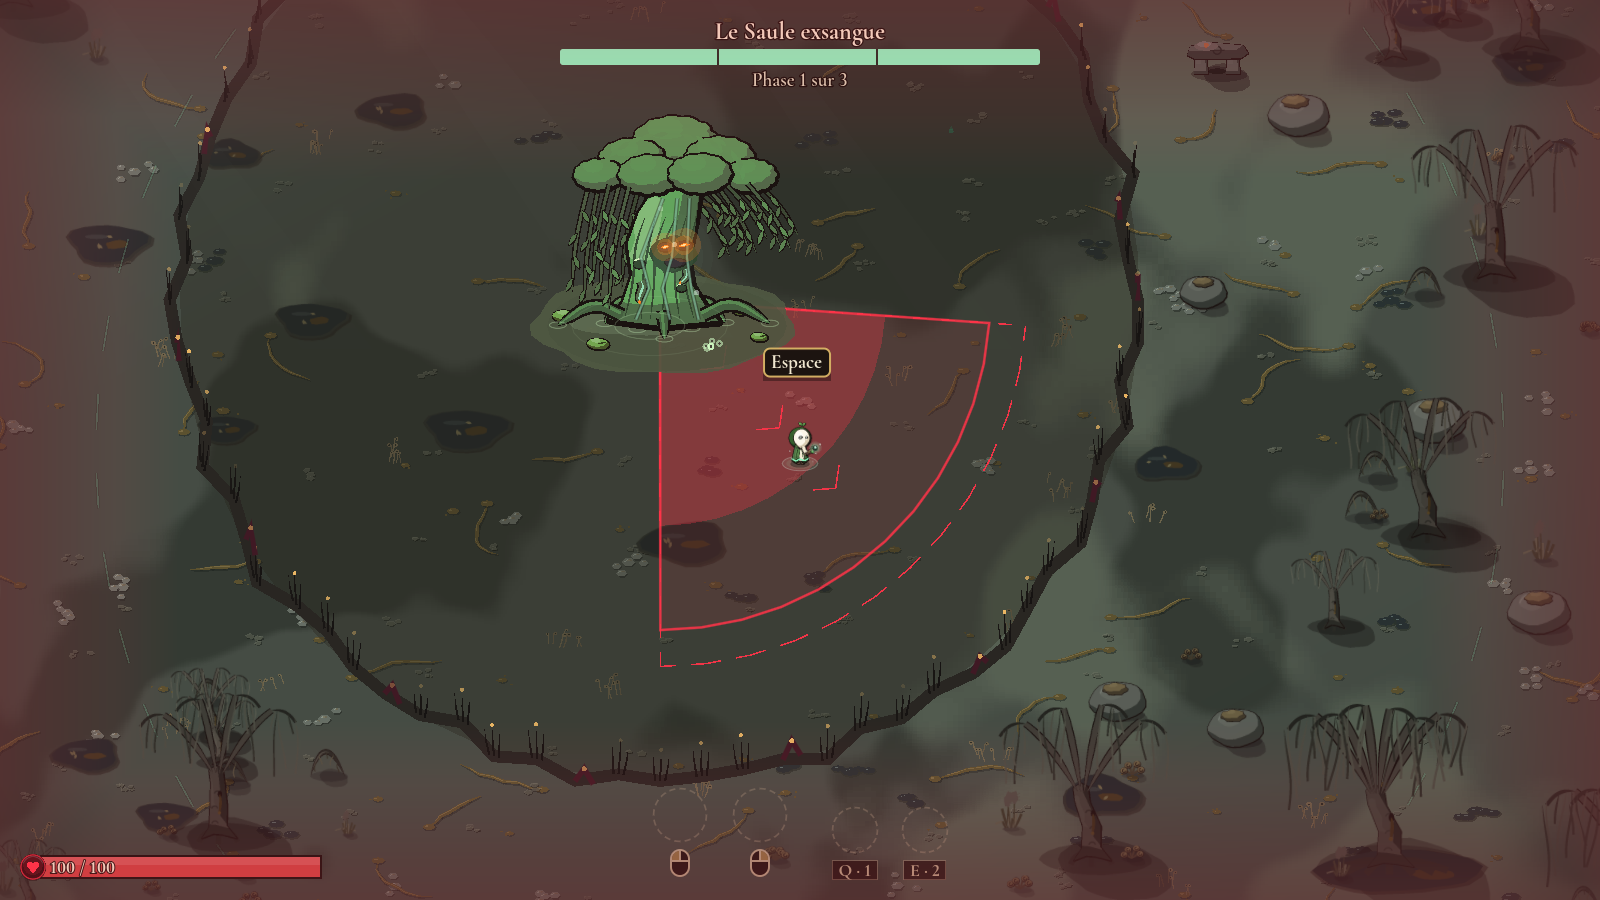 Le Saule exsangue
Phase 1 sur 3
Espace
100 / 100
Q · 1
E · 2